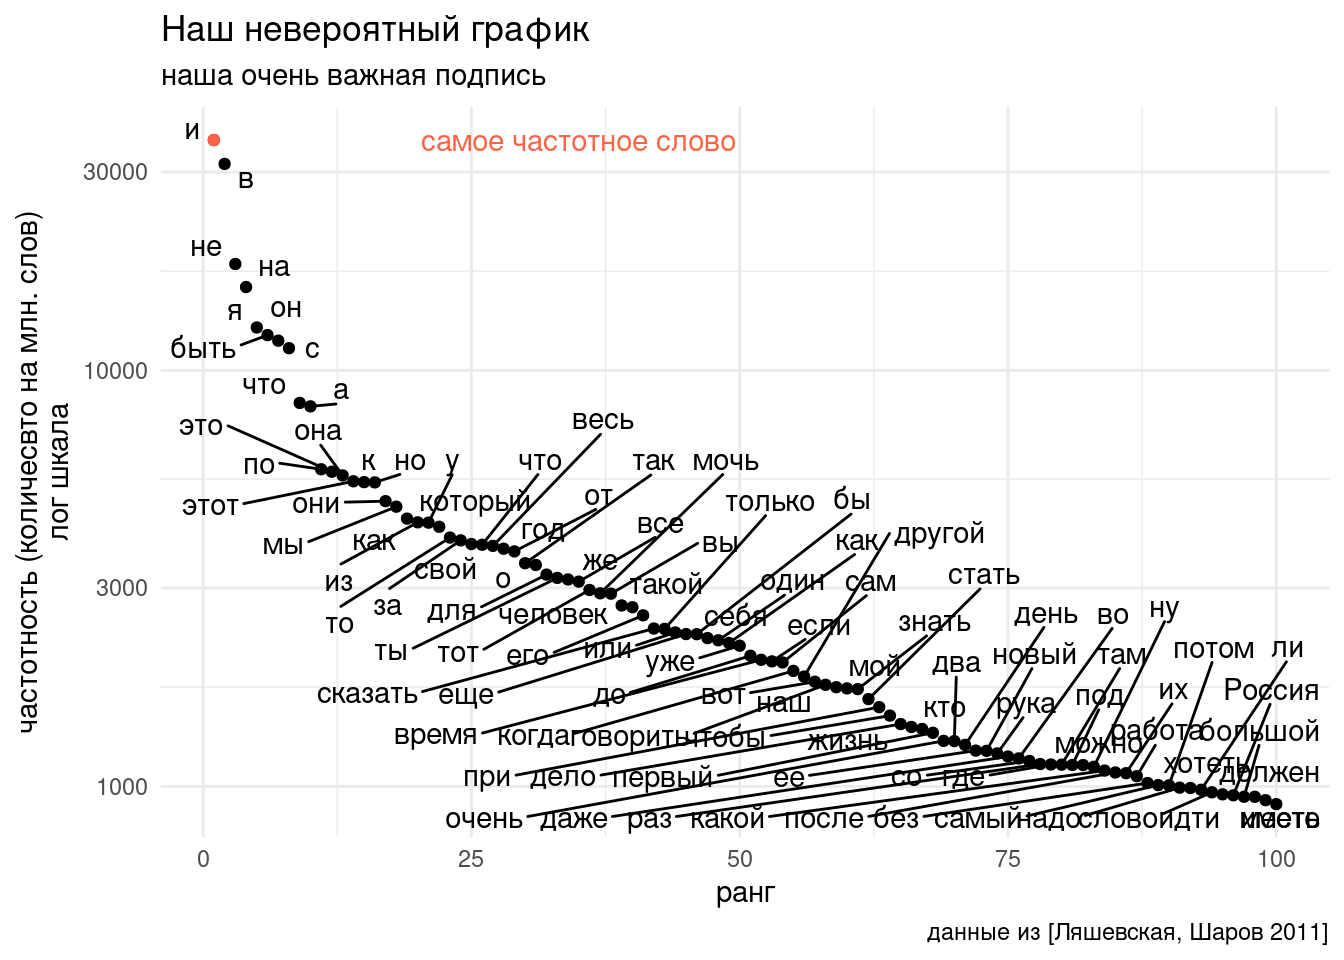 Наш невероятный график
наша очень важная подпись
и
самое частотное слово
30000
в
не
на
я
он
быть
с
10000
что
а
это
она
весь
по
к
но
у
что
так
мочь
этот
они
который
от
только
бы
мы
как
год
все
вы
как
другой
3000
из
за
свой
о
же
такой
один
сам
стать
то
для
человек
себя
если
знать
день
во
ну
ты
тот
его
или
уже
мой
два
новый
там
потом
ли
сказать
еще
до
вот
наш
кто
рука
под
их
Россия
время
когда
говорить
чтобы
жизнь
можно
работа
большой
при
дело
первый
ее
со
где
хотеть
должен
1000
очень
даже
раз
какой
после
без
самый
надо
слово
идти
иметь
0
25
50
75
100
ранг
частотность (количесвто на млн. слов)
лог шкала
данные из [Ляшевская, Шаров 2011]